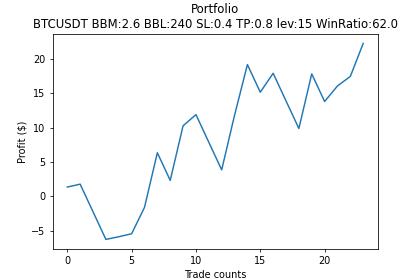 Portfolio
BTCUSDT BBM:2.6 BBL:240 SL:0.4 TP:0.8 lev:15 WinRatio:62.0
20
15
10
5
0
−5
Profit ($)
0 5 10 15 20
Trade counts